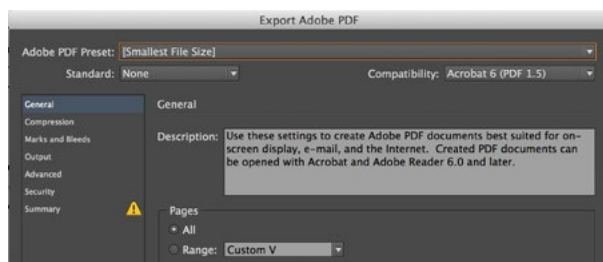 Export Adobe PDF
Adobe PDF Preset: [Smallest File Size]
Standard: None Compatibility: Acrobat 6 (PDF 1.5)
General
Compression
Marks and Bleeds
Output
Advanced
Security
Summary
General
Description: Use these settings to create Adobe PDF documents best suited for on-
screen display, e-mail, and the Internet. Created PDF documents can
be opened with Acrobat and Adobe Reader 6.0 and later.
Pages
All
Range: Custom V